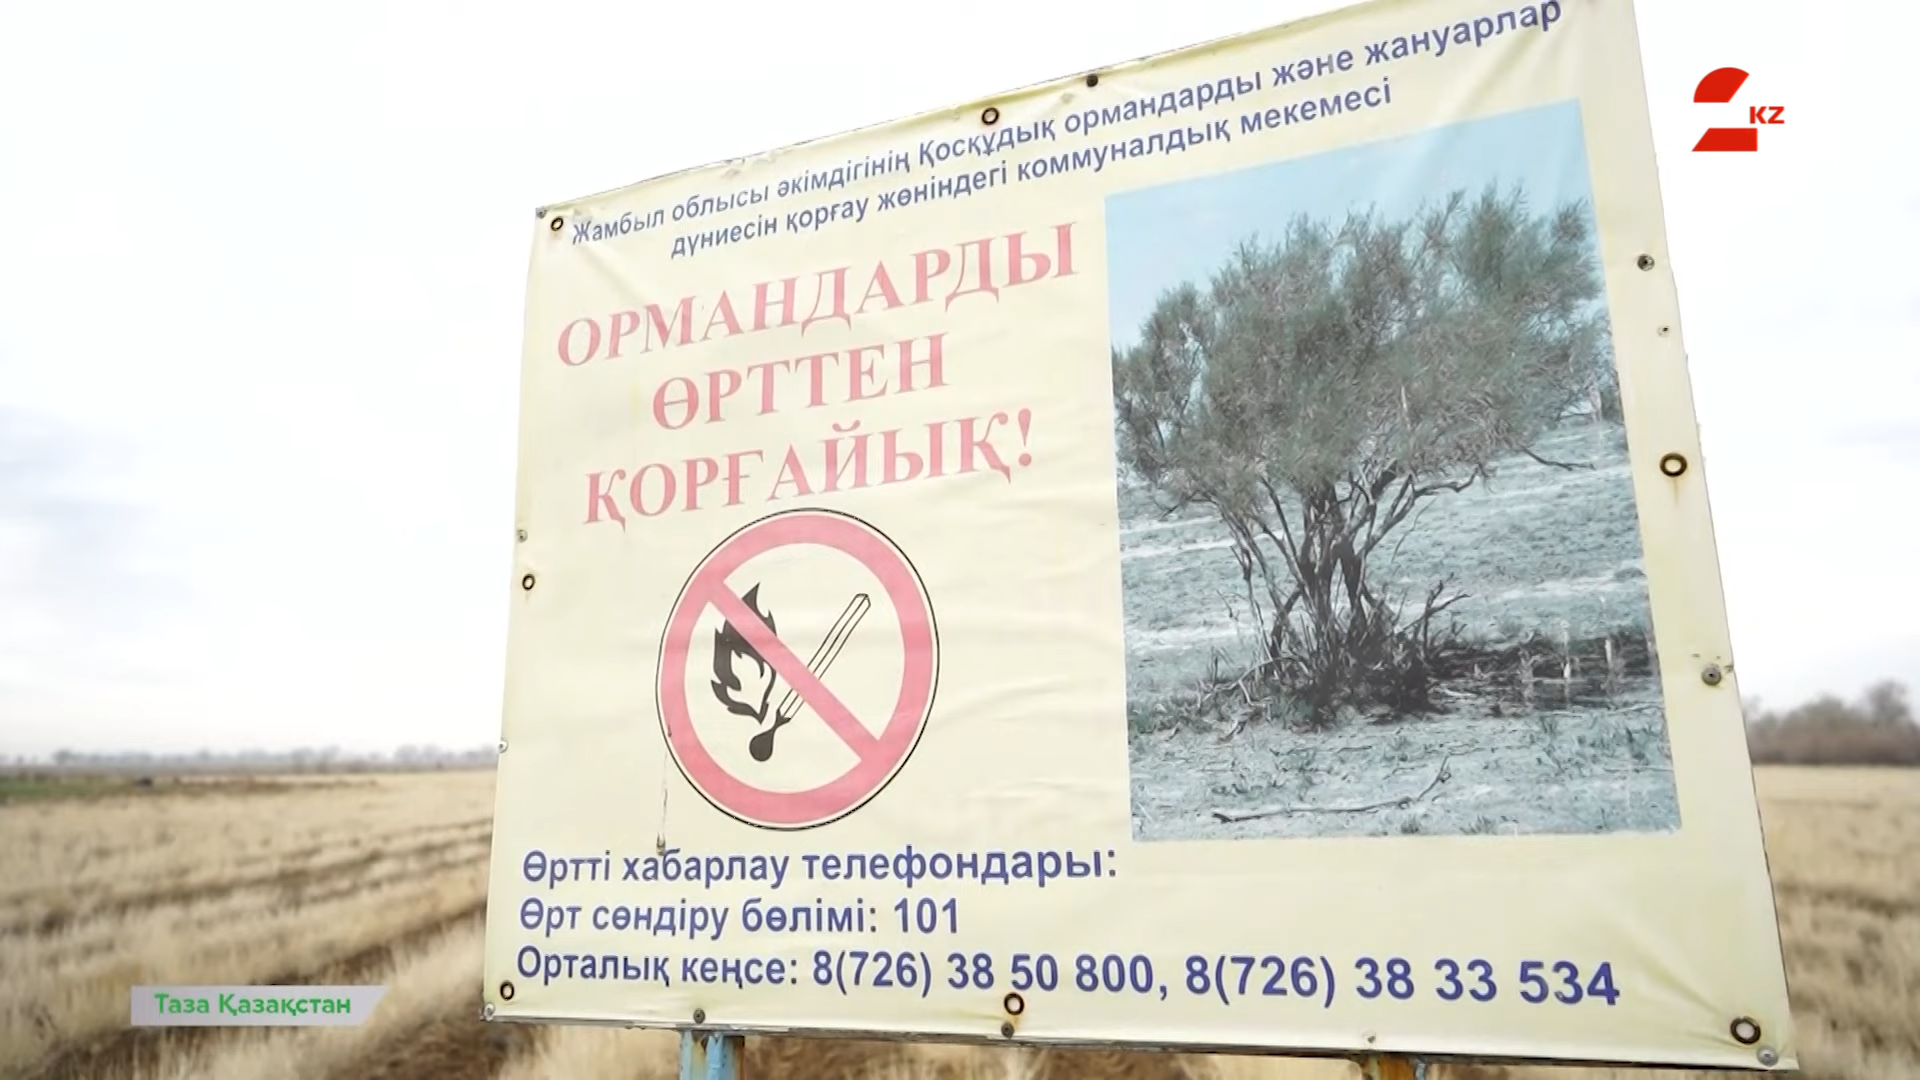 Жамбыл облысы әкімдігінің Қосқұдық ормандарды және жануарлар
дүниесін қорғау жөніндегі коммуналдық мекемесі
KZ
ОРМАНДАРДЫ
ӨРТТЕН
ҚОРҒАЙЫҚ!
Өртті хабарлау телефондары:
Өрт сөндіру бөлімі: 101
Орталық кеңсе: 8(726) 38 50 800, 8(726) 38 33 534
Таза Қазақстан